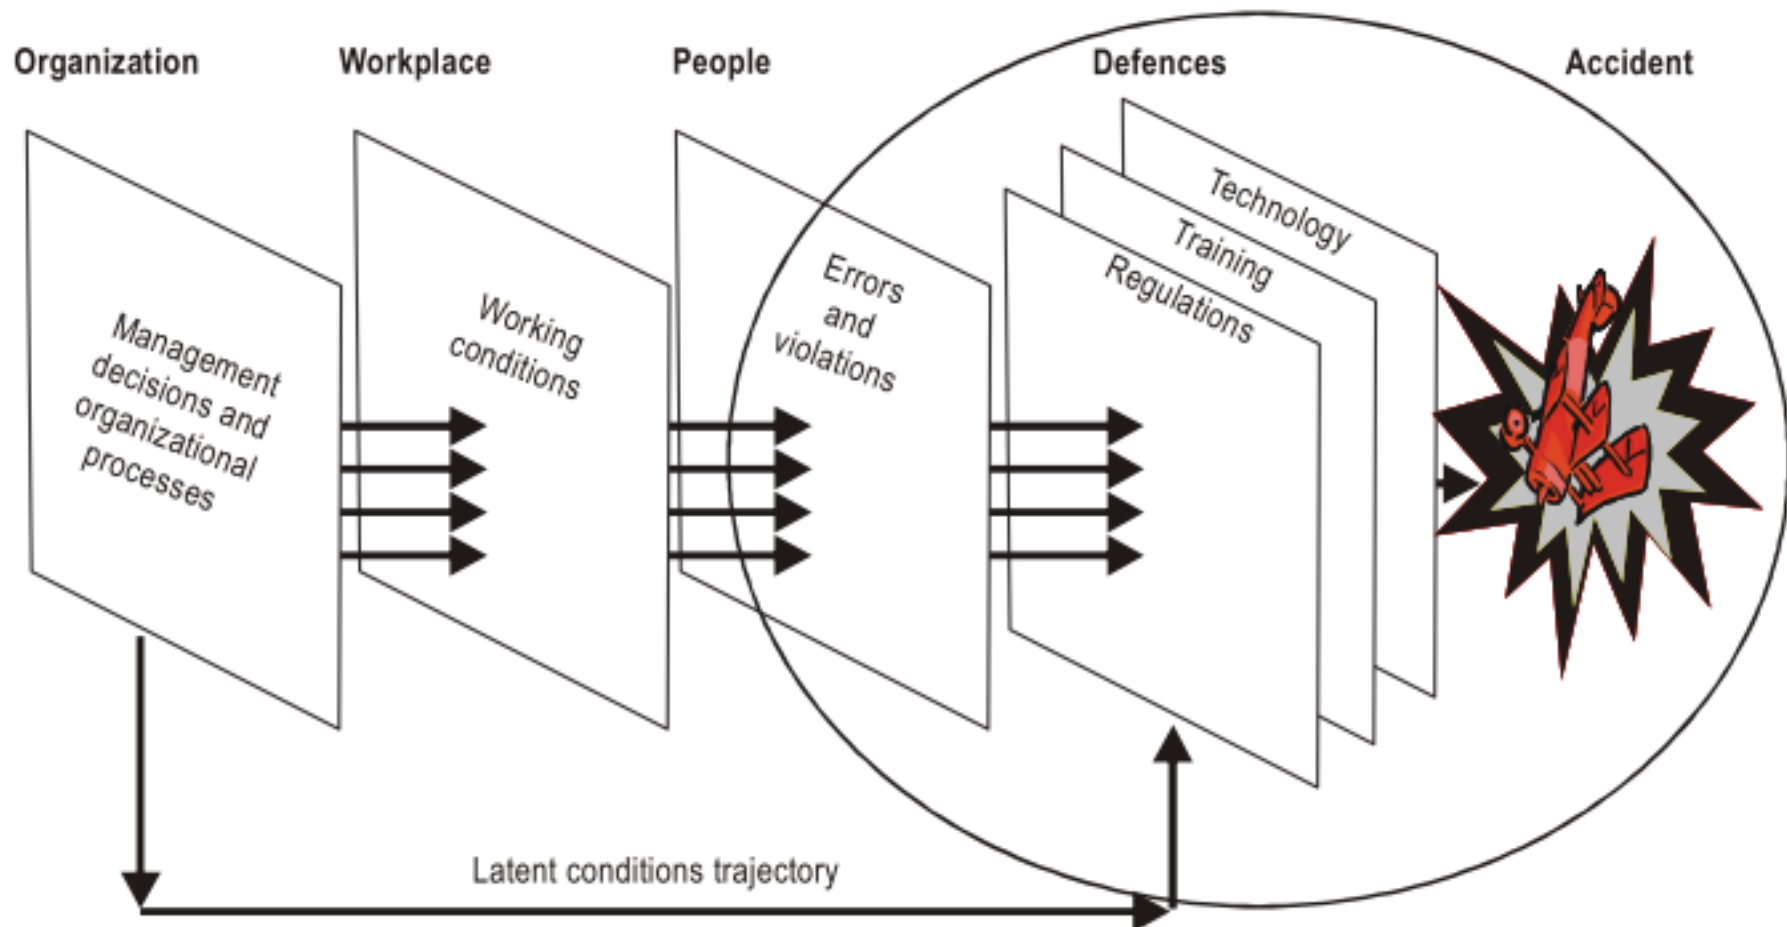 Organization
Workplace
People
Defences
Accident
Management
decisions and
organizational
processes
Working
conditions
Errors
and
violations
Technology
Training
Regulations
Latent conditions trajectory